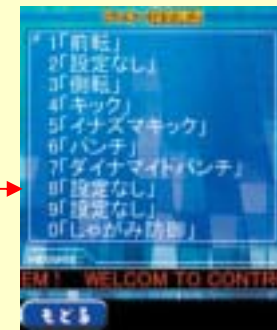 1「前転」
2「設定なし」
3「側転」
4「キック」
5「イナズマキック」
6「パンチ」
7「ダイナマイトパンチ」
8「設定なし」
9「設定なし」
0「しゃがみ防御」
EM! WELCOM TO CONTR
もどる